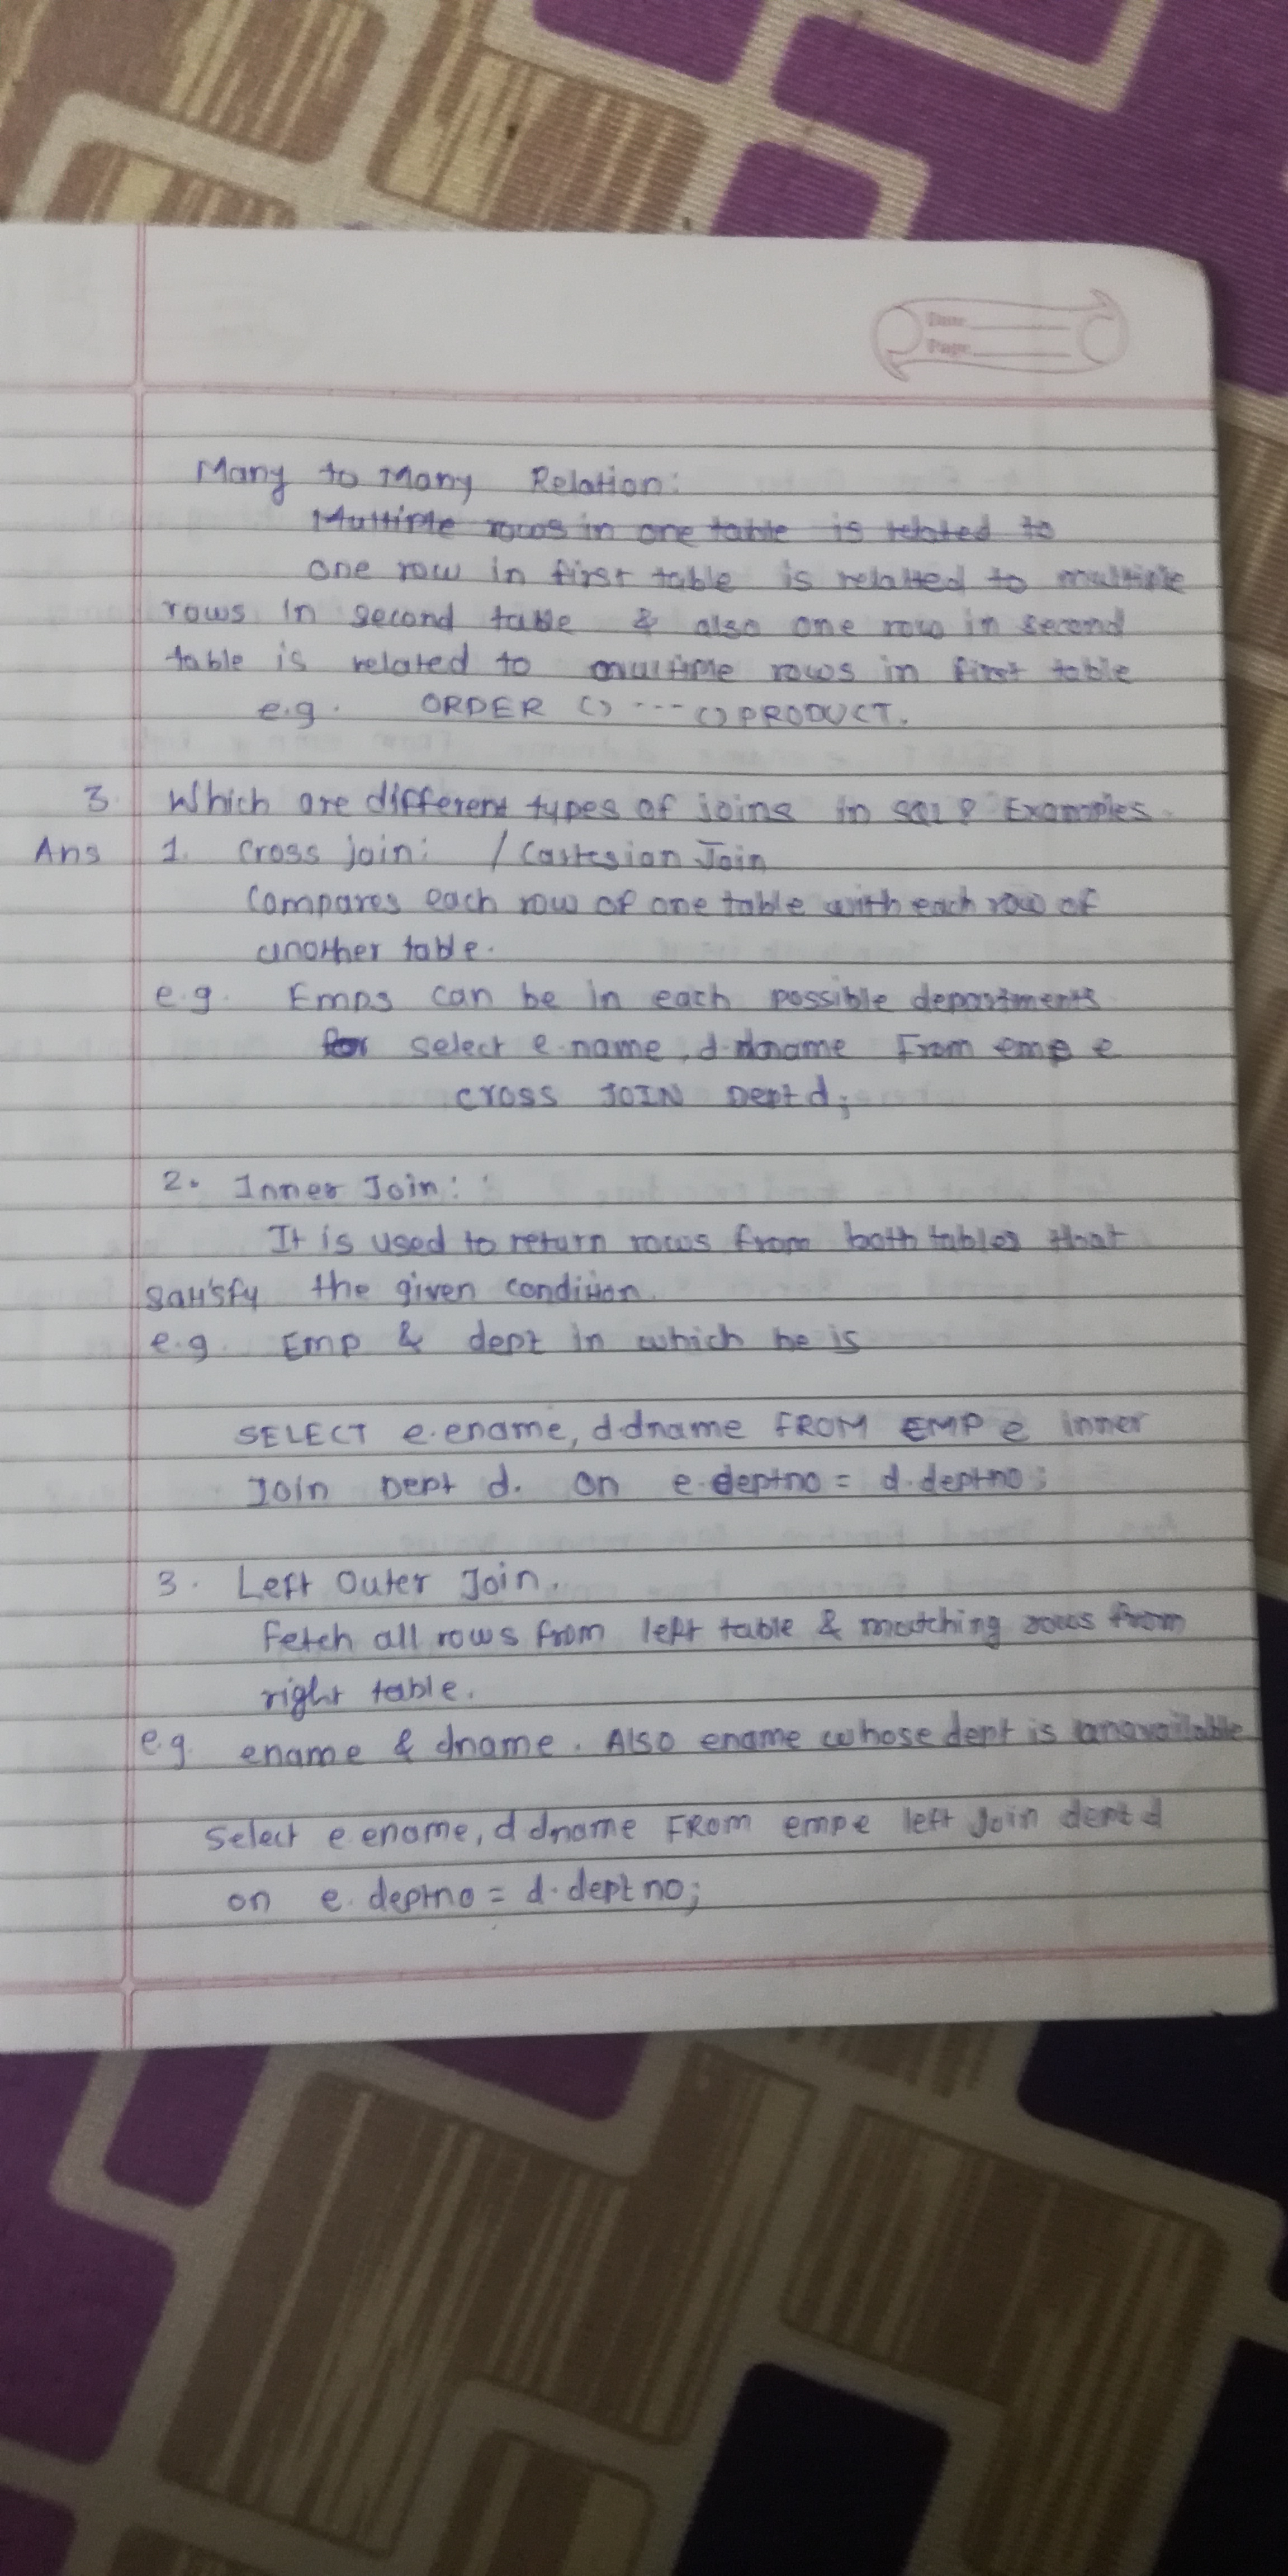 Date
Page
Many to Many Relation:
Multiple rows in one table is related to
one row in first table is relatted to multiple
rows in second table & also one row in second
table is related to multiple rows in first table
e.g. ORDER () ---- () PRODUCT.
3. Which are different types of joins in SQL? Examples.
Ans 1. Cross join: / Cartesian Join
Compares each row of one table with each row of
another table.
e.g. Emps can be in each possible departments
for select e.name, d.dname From emp e
cross JOIN Dept d;
2. Inner Join:
It is used to return rows from both tables that
satisfy the given condition.
e.g. Emp & dept in which he is
SELECT e.ename, d.dname FROM EMP e inner
Join Dept d. on e.deptno = d.deptno;
3. Left Outer Join.
Fetch all rows from left table & matching rows from
right table.
e.g. ename & dname. Also ename whose dept is unavailable
Select e ename, d dname FROM emp e left Join dept d
on e.deptno = d.deptno;